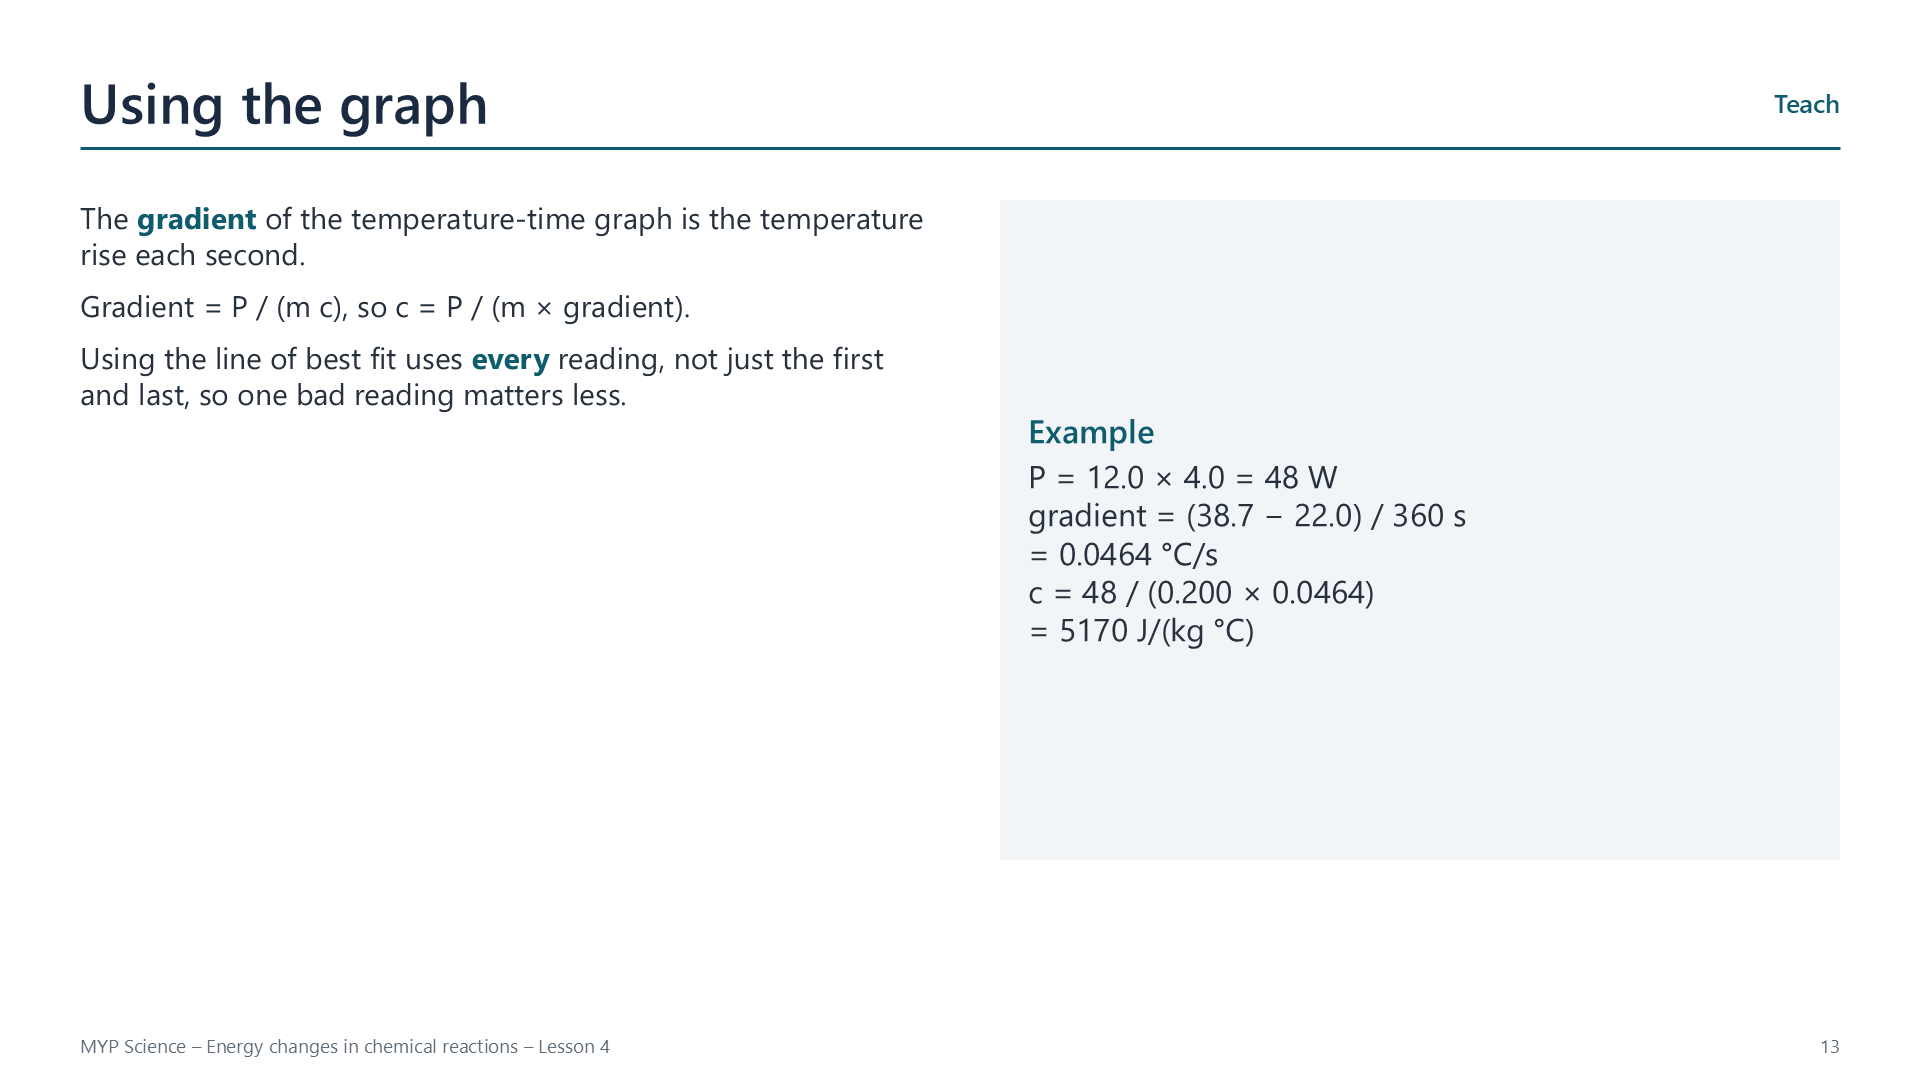 Using the graph
Teach
The gradient of the temperature-time graph is the temperature
rise each second.
Gradient = P / (m c), so c = P / (m × gradient).
Using the line of best fit uses every reading, not just the first
and last, so one bad reading matters less.
Example
P = 12.0 × 4.0 = 48 W
gradient = (38.7 − 22.0) / 360 s
= 0.0464 °C/s
c = 48 / (0.200 × 0.0464)
= 5170 J/(kg °C)
MYP Science – Energy changes in chemical reactions – Lesson 4
13